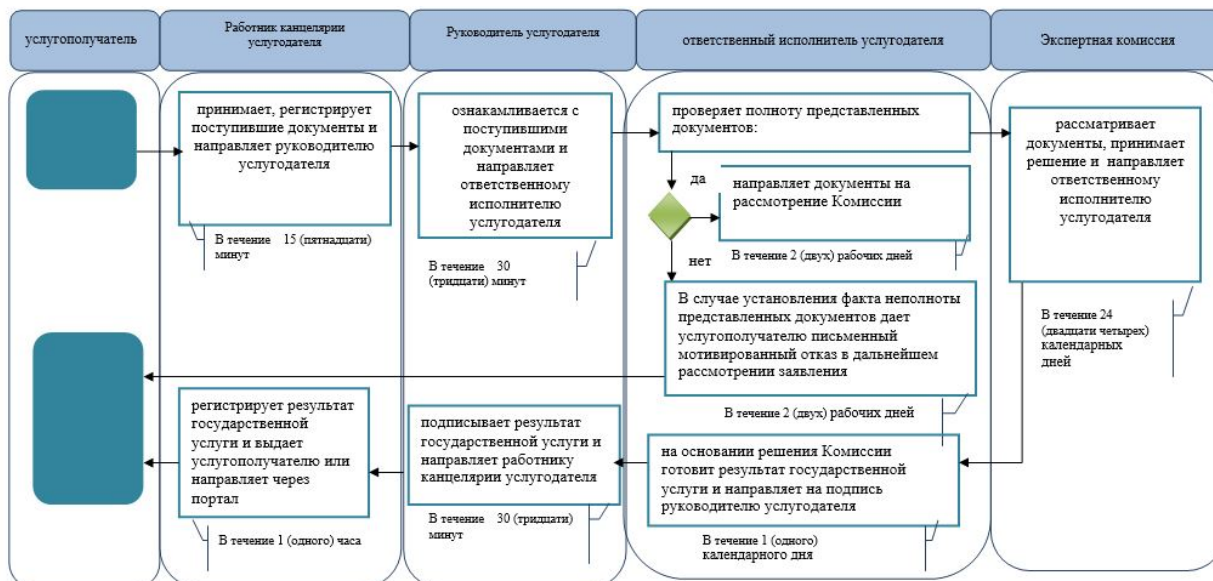 услугополучатель
Работник канцелярии
услугодателя
Руководитель услугодателя
ответственный исполнитель услугодателя
Экспертная комиссия
принимает, регистрирует
поступившие документы и
направляет руководителю
услугодателя
В течение 15 (пятнадцати)
минут
ознакамливается с
поступившими
документами и
направляет
ответственному
исполнителю
услугодателя
В течение 30
(тридцати) минут
проверяет полноту представленных
документов:
да
направляет документы на
рассмотрение Комиссии
В течение 2 (двух) рабочих дней
нет
В случае установления факта неполноты
представленных документов дает
услугополучателю письменный
мотивированный отказ в дальнейшем
рассмотрении заявления
В течение 2 (двух) рабочих дней
рассматривает
документы, принимает
решение и направляет
ответственному
исполнителю
услугодателя
В течение 24
(двадцати четырех)
календарных
дней
на основании решения Комиссии
готовит результат государственной
услуги и направляет на подпись
руководителю услугодателя
В течение 1 (одного)
календарного дня
подписывает результат
государственной услуги и
направляет работнику
канцелярии услугодателя
В течение 30 (тридцати)
минут
регистрирует результат
государственной
услуги и выдает
услугополучателю или
направляет через
портал
В течение 1 (одного) часа